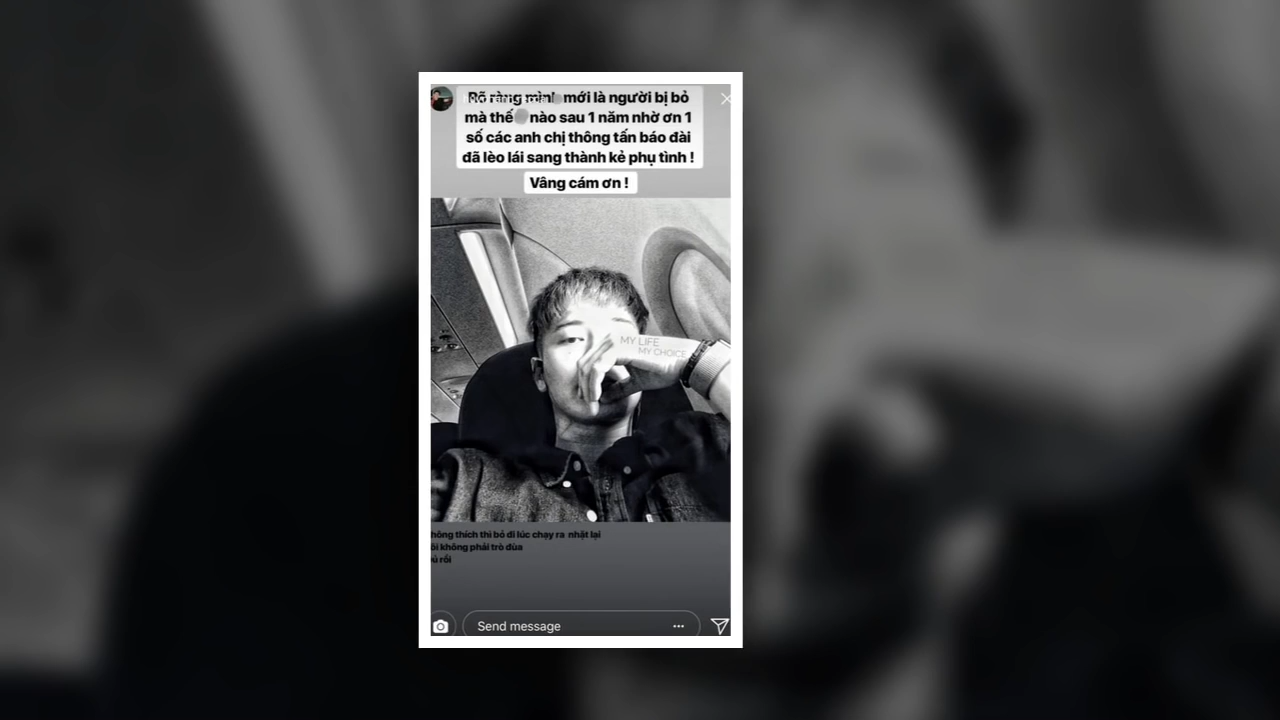 Rõ ràng mình mới là người bị bỏ
mà thế nào sau 1 năm nhờ ơn 1
số các anh chị thông tấn báo đài
đã lèo lái sang thành kẻ phụ tình !
Vâng cám ơn !
MY LIFE
MY CHOICE
thích thì bỏ đi lúc chạy ra nhặt lại
không phải trò đùa
rồi
Send message